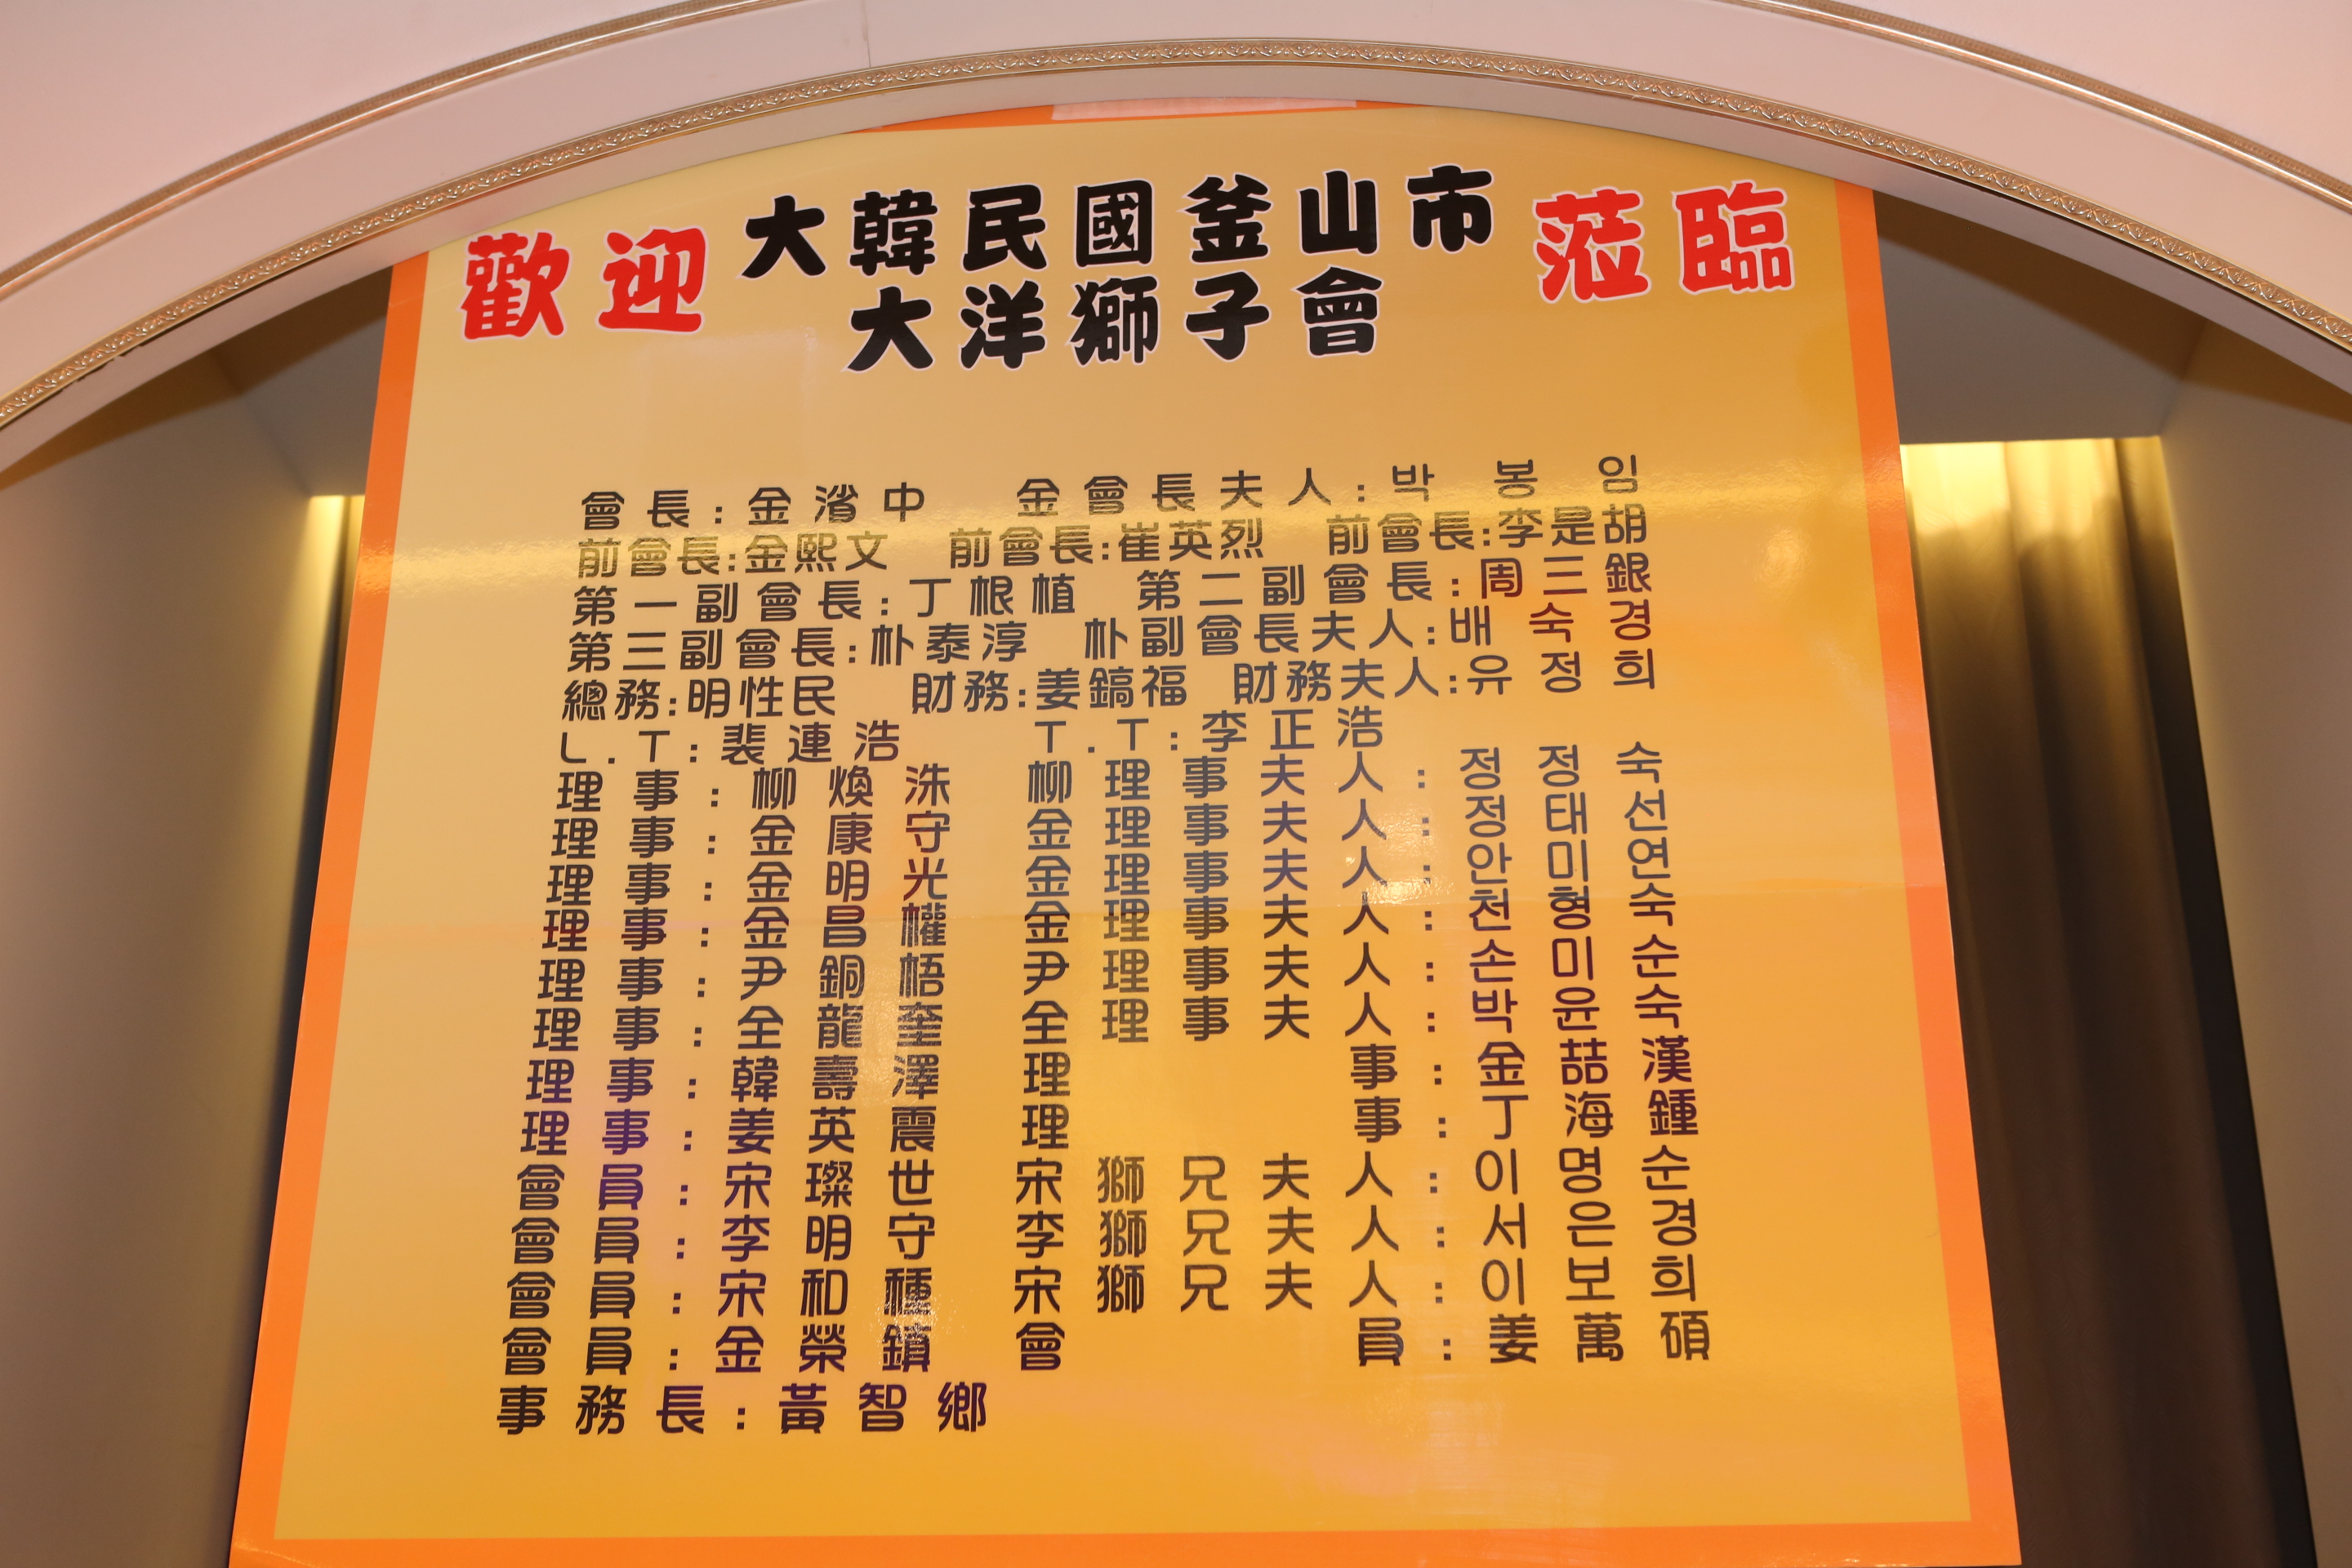 歡迎 大韓民國釜山市 蒞臨
大洋獅子會
會長:金濱中 金會長夫人:박봉임
前會長:金熙文 前會長:崔英烈 前會長:李是胡
第一副會長:丁根植 第二副會長:周三銀
第三副會長:朴泰淳 朴副會長夫人:배숙경
總務:明性民 財務:姜鎬福 財務夫人:유정희
L.T:裴連浩 T.T:李正浩
理事:柳煥洙 柳理事夫人:정정숙
理事:金康守 金理事夫人:정태선
理事:金明光 金理事夫人:안미연
理事:金昌權 金理事夫人:천형숙
理事:尹銅梧 尹理事夫人:손미순
理事:全龍奎 全理事夫人:박윤숙
理事:韓壽澤 理事:金喆漢
理事:姜英震 理事:丁海鍾
會員:宋璨世 宋獅兄夫人:이명순
會員:李明守 李獅兄夫人:서은경
會員:宋和種 宋獅兄夫人:이보희
會員:金榮鎮 會員:姜萬碩
事務長:黃智鄉